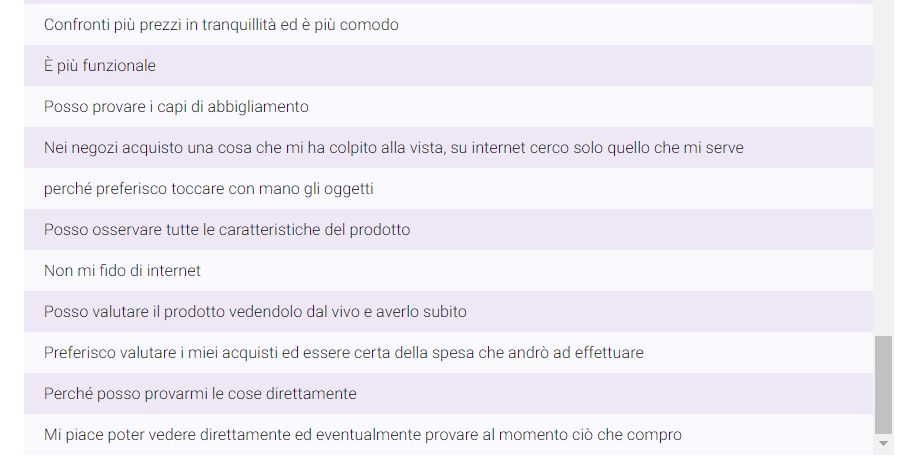 Confronti più prezzi in tranquillità ed è più comodo
È più funzionale
Posso provare i capi di abbigliamento
Nei negozi acquisto una cosa che mi ha colpito alla vista, su internet cerco solo quello che mi serve
perché preferisco toccare con mano gli oggetti
Posso osservare tutte le caratteristiche del prodotto
Non mi fido di internet
Posso valutare il prodotto vedendolo dal vivo e averlo subito
Preferisco valutare i miei acquisti ed essere certa della spesa che andrò ad effettuare
Perché posso provarmi le cose direttamente
Mi piace poter vedere direttamente ed eventualmente provare al momento ciò che compro